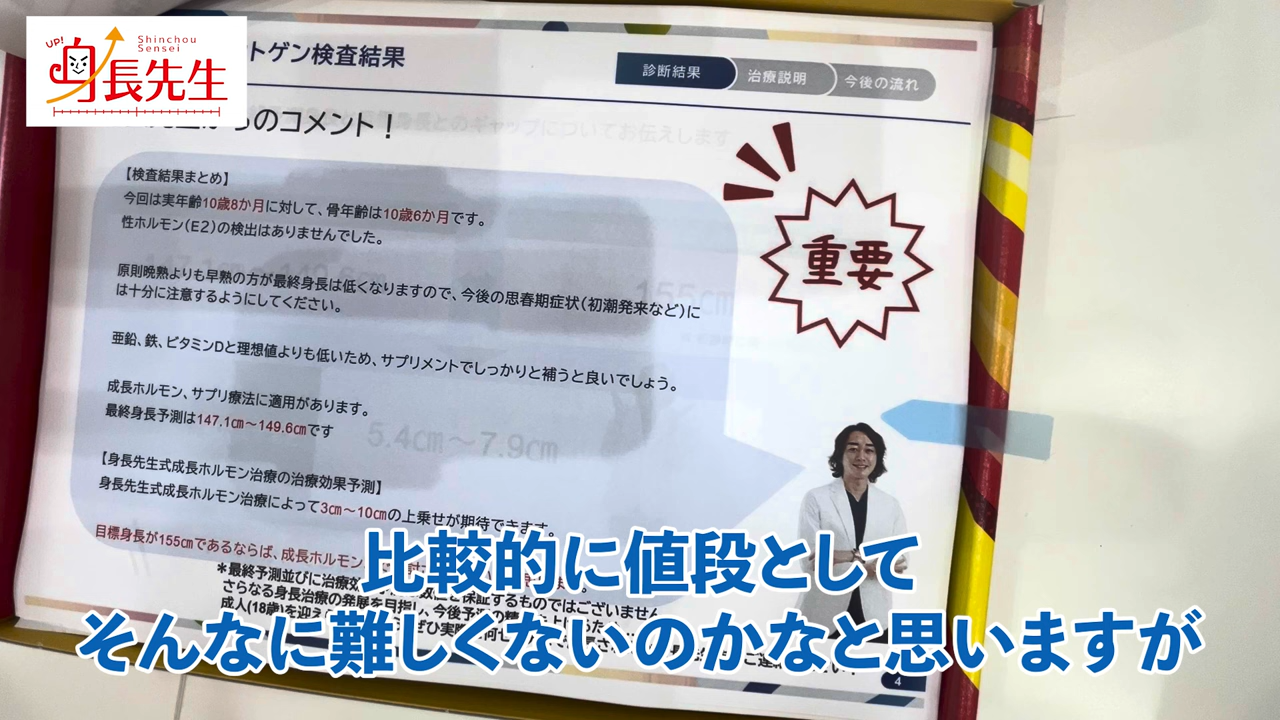 UP!
身長先生
Shinchou
Sensei
トゲン検査結果
診断結果
治療説明
今後の流れ
からのコメント！
身長とのギャップについてお伝えします
【検査結果まとめ】
今回は実年齢10歳8か月に対して、骨年齢は10歳6か月です。
性ホルモン（E2）の検出はありませんでした。
原則晩熟よりも早熟の方が最終身長は低くなりますので、今後の思春期症状（初潮発来など）に
は十分に注意するようにしてください。
亜鉛、鉄、ビタミンDと理想値よりも低いため、サプリメントでしっかりと補うと良いでしょう。
成長ホルモン、サプリ療法に適用があります。
最終身長予測は147.1㎝～149.6㎝です
5.4㎝～7.9㎝
155㎝
重要
【身長先生式成長ホルモン治療の治療効果予測】
身長先生式成長ホルモン治療によって3㎝～10㎝の上乗せが期待できます。
目標身長が155㎝であるならば、成長ホルモン
＊最終予測並びに治療効
保証するものではございません
さらなる身長治療の発展を目指し、今後予測の精
成人（18歳）を迎え
ぜひ実際
4
比較的に値段として
そんなに難しくないのかなと思いますが